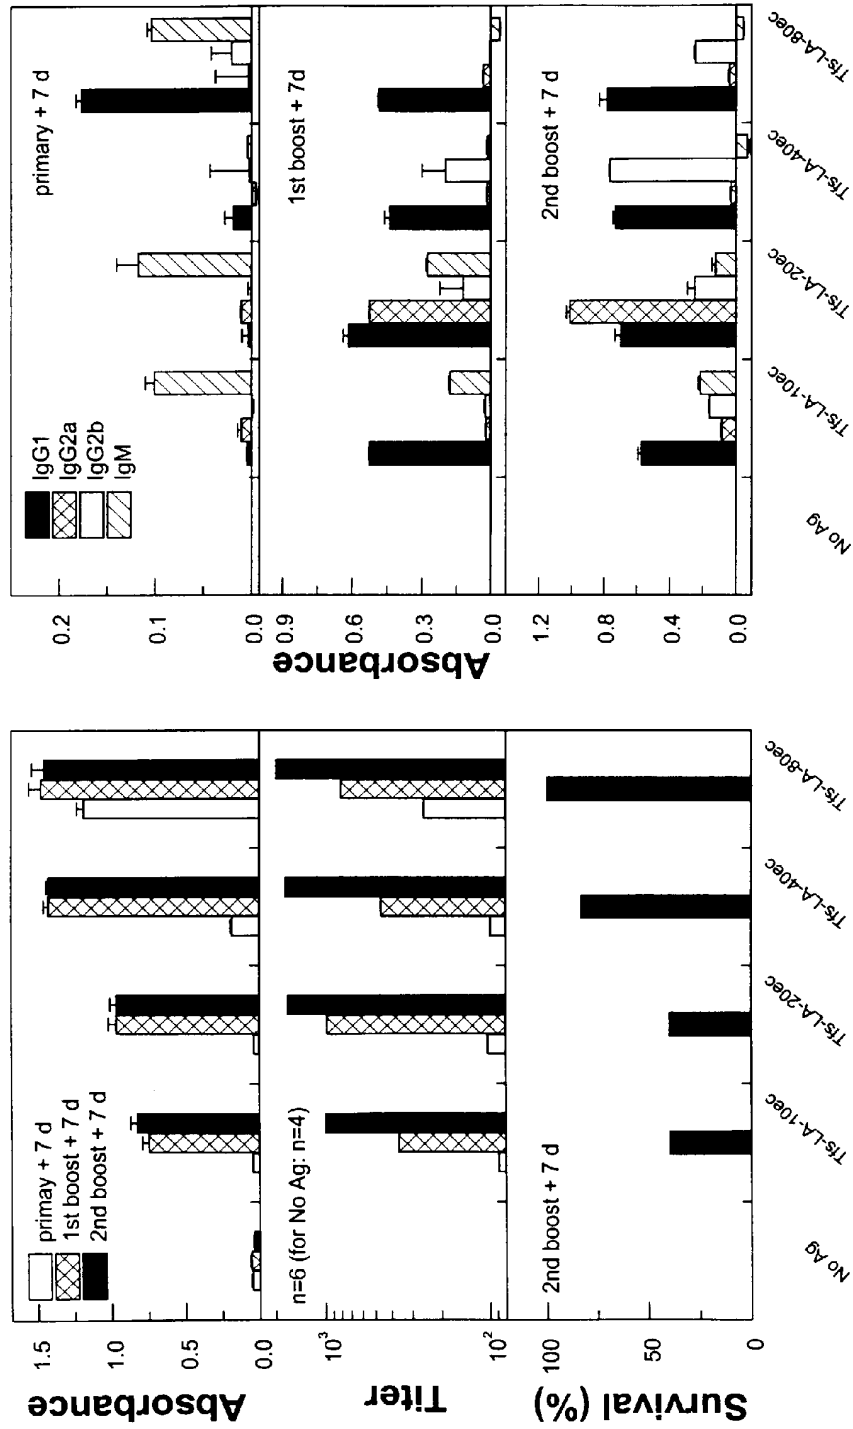 Absorbance
1.5
1.0
0.5
0.0
primay + 7 d
1st boost + 7 d
2nd boost + 7 d
Titer
10³
10²
n=6 (for No Ag: n=4)
Survival (%)
100
50
0
2nd boost + 7 d
No Ag
Tfs-LA-10ec
Tfs-LA-20ec
Tfs-LA-40ec
Tfs-LA-80ec
Absorbance
0.2
0.1
0.0
IgG1
IgG2a
IgG2b
IgM
primary + 7 d
0.9
0.6
0.3
0.0
1st boost + 7d
1.2
0.8
0.4
0.0
2nd boost + 7 d
No Ag
Tfs-LA-10ec
Tfs-LA-20ec
Tfs-LA-40ec
Tfs-LA-80ec